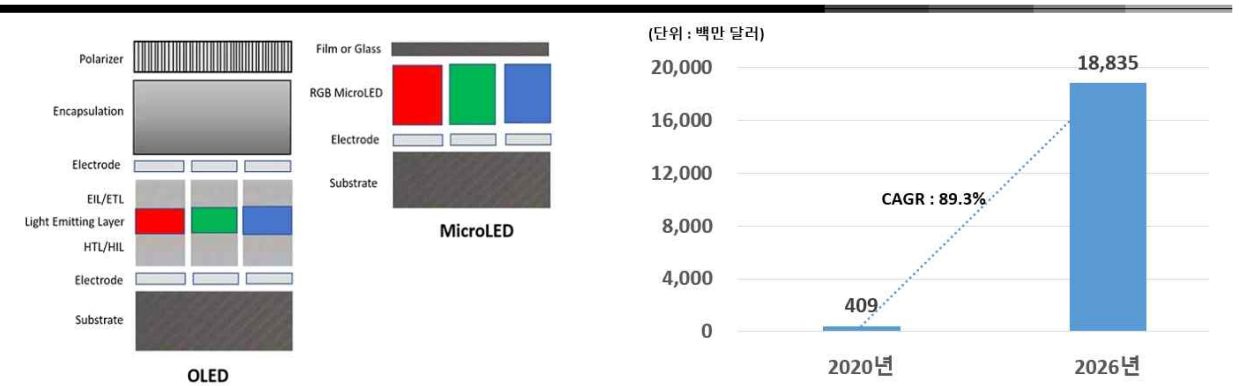 Polarizer
Encapsulation
Electrode
EIL/ETL
Light Emitting Layer
HTL/HIL
Electrode
Substrate
OLED
Film or Glass
RGB MicroLED
Electrode
Substrate
MicroLED
(단위 : 백만 달러)
20,000
16,000
12,000
8,000
4,000
0
18,835
CAGR : 89.3%
409
2020년
2026년